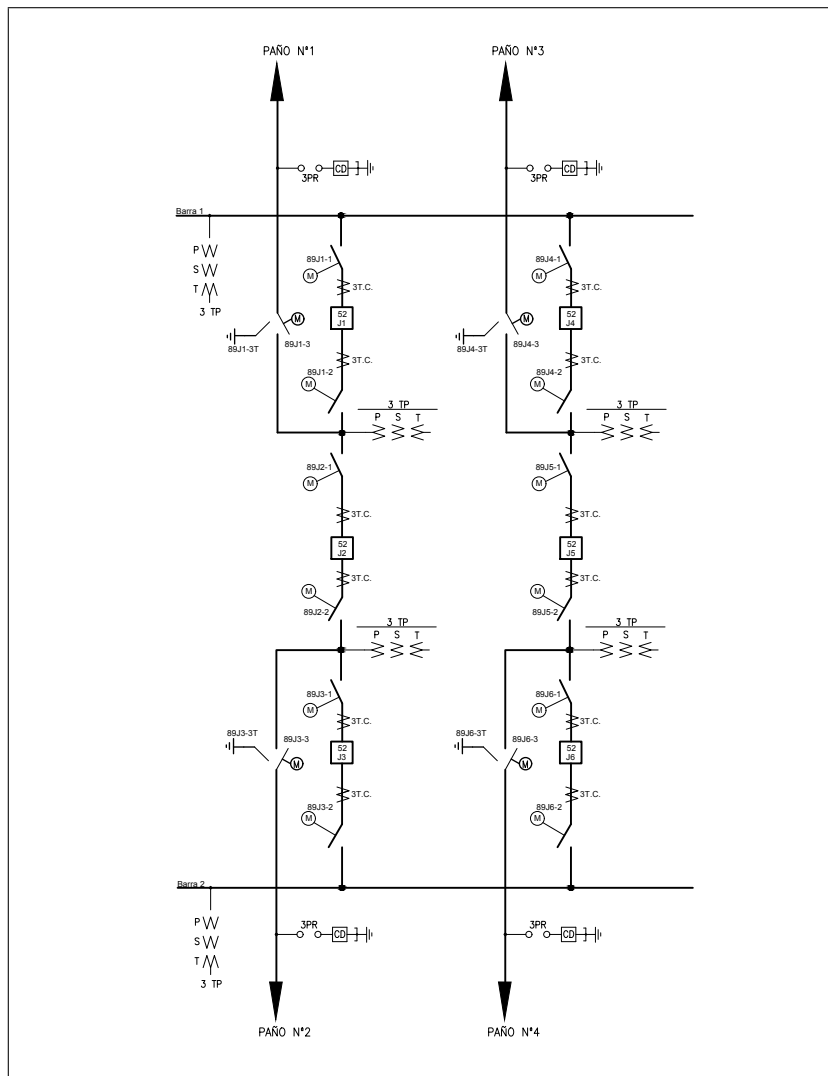 PAÑO N°1
PAÑO N°3
CD
3PR
CD
3PR
Barra 1
P
S
T
3 TP
89J1-1
M
3T.C.
52
J1
M
89J1-3T
89J1-3
3T.C.
89J1-2
M
3 TP
P S T
89J4-1
M
3T.C.
52
J4
M
89J4-3T
89J4-3
3T.C.
89J4-2
M
3 TP
P S T
89J2-1
M
3T.C.
52
J2
3T.C.
M
89J2-2
3 TP
P S T
89J5-1
M
3T.C.
52
J5
3T.C.
M
89J5-2
3 TP
P S T
89J3-1
M
3T.C.
89J3-3T
89J3-3
M
52
J3
3T.C.
89J3-2
M
89J6-1
M
3T.C.
89J6-3T
89J6-3
M
52
J6
3T.C.
89J6-2
M
Barra 2
P
S
T
3 TP
3PR
CD
3PR
CD
PAÑO N°2
PAÑO N°4